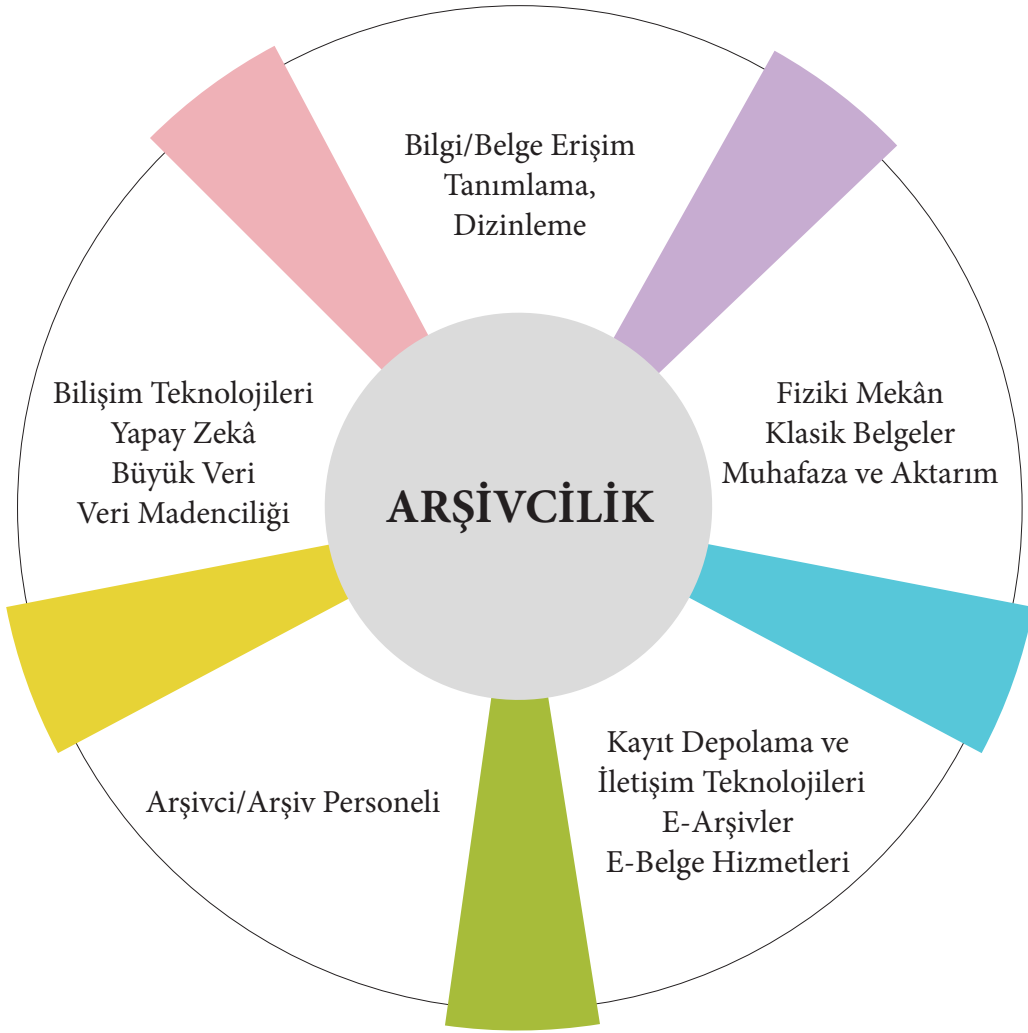 Bilgi/Belge Erişim
Tanımlama,
Dizinleme
Bilişim Teknolojileri
Yapay Zekâ
Büyük Veri
Veri Madenciliği
ARŞİVCİLİK
Fiziki Mekân
Klasik Belgeler
Muhafaza ve Aktarım
Arşivci/Arşiv Personeli
Kayıt Depolama ve
İletişim Teknolojileri
E-Arşivler
E-Belge Hizmetleri